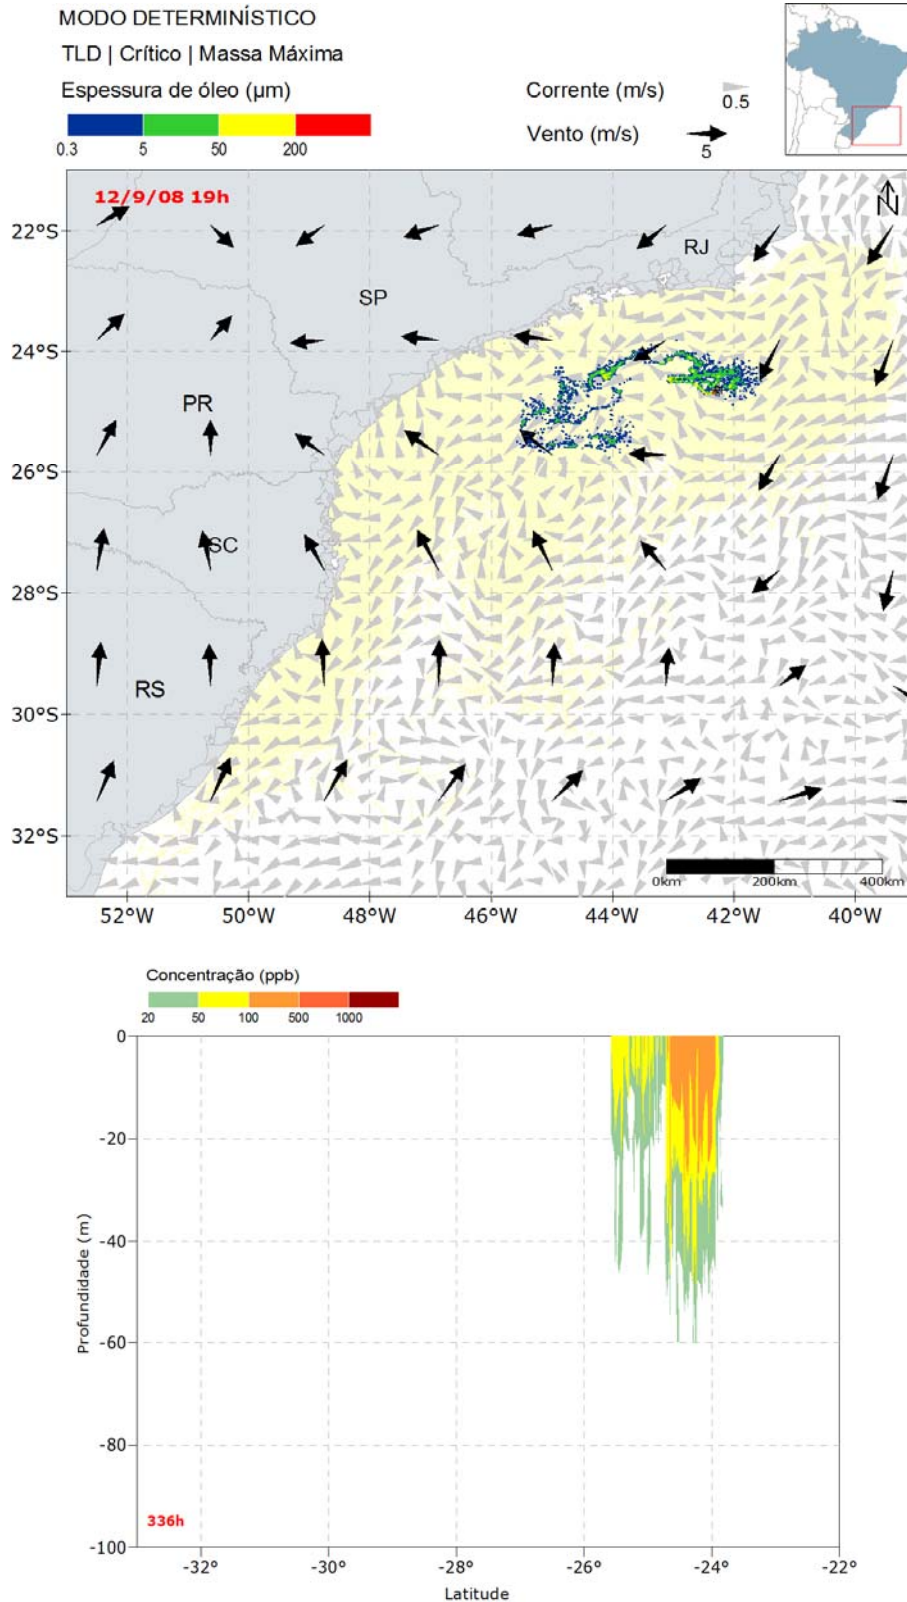 MODO DETERMINÍSTICO
TLD | Crítico | Massa Máxima
Espessura de óleo (µm)
0.3 5 50 200
Corrente (m/s) 0.5
Vento (m/s) 5
12/9/08 19h
N
22°S
24°S
26°S
28°S
30°S
32°S
RJ
SP
PR
SC
RS
0km 200km 400km
52°W 50°W 48°W 46°W 44°W 42°W 40°W
Concentração (ppb)
20 50 100 500 1000
0
-20
-40
-60
-80
-100
Profundidade (m)
336h
-32° -30° -28° -26° -24° -22°
Latitude